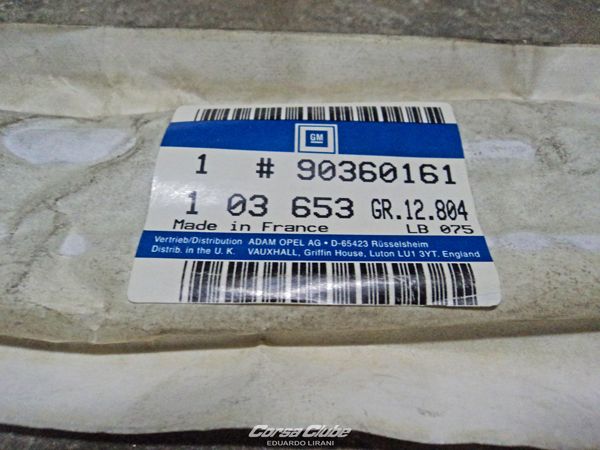 GM
1 # 90360161
1 03 653 GR.12.804
Made in France LB 075
Vertrieb/Distribution ADAM OPEL AG • D-65423 Rüsselsheim
Distrib. in the U. K. VAUXHALL, Griffin House, Luton LU1 3YT. England
Corsa Clube
EDUARDO LIRANI